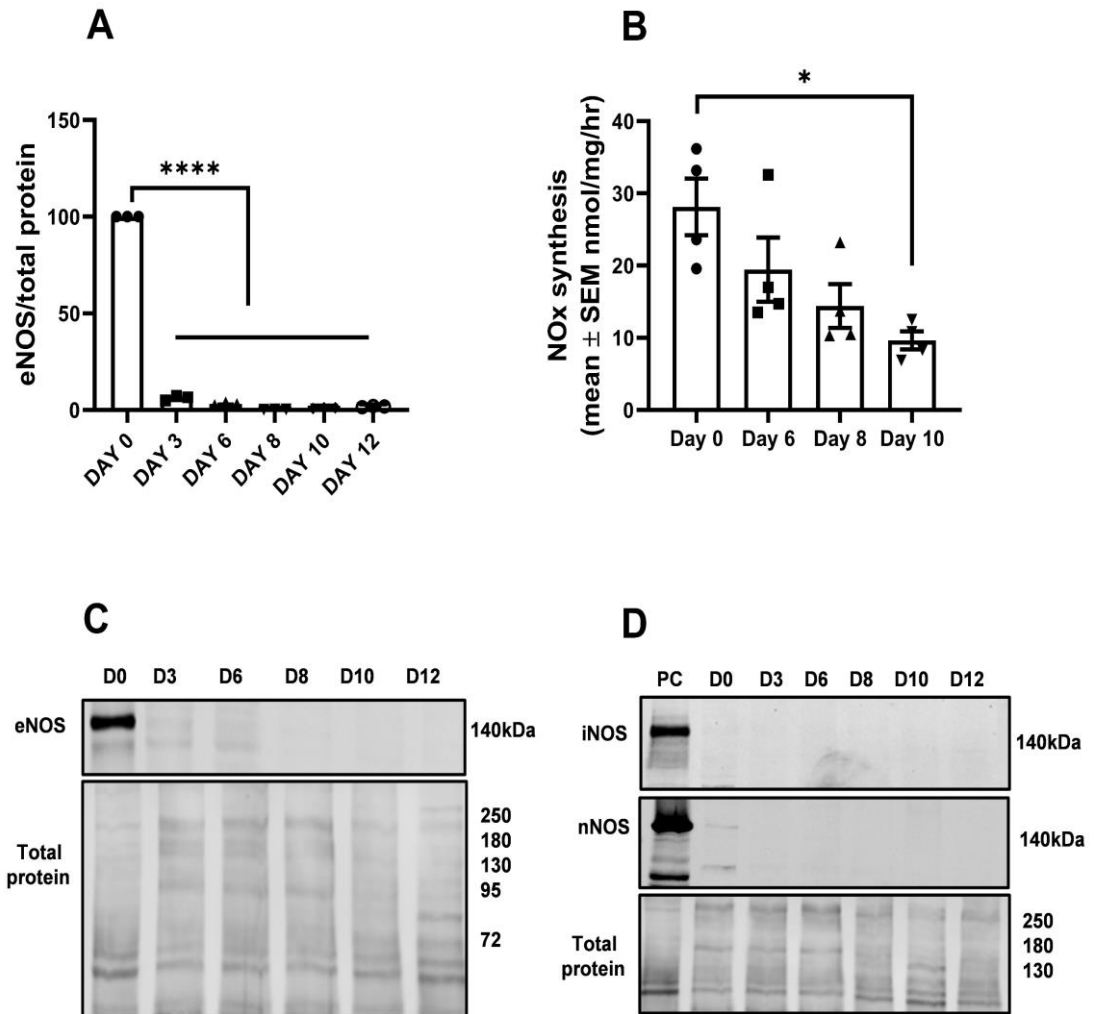 A
eNOS/total protein
150
100
50
0
****
DAY 0
DAY 3
DAY 6
DAY 8
DAY 10
DAY 12
B
NOx synthesis
(mean ± SEM nmol/mg/hr)
40
30
20
10
0
*
Day 0
Day 6
Day 8
Day 10
C
D0 D3 D6 D8 D10 D12
eNOS
140kDa
Total
protein
250
180
130
95
72
D
PC D0 D3 D6 D8 D10 D12
iNOS
140kDa
nNOS
140kDa
Total
protein
250
180
130